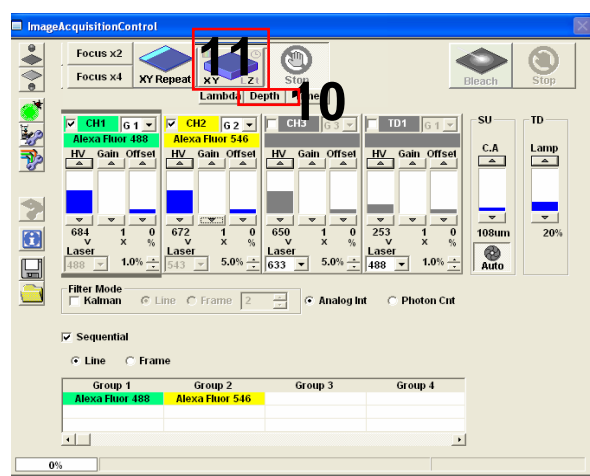 ImageAcquisitionControl
Focus x2
Focus x4
XY Repeat
11
XY LZt
Stop
Bleach
Stop
Lambda Depth
10
CH1 G 1
CH2 G 2
CH3 G 3
TD1 G 1
SU
TD
Alexa Fluor 488
Alexa Fluor 546
HV Gain Offset
HV Gain Offset
HV Gain Offset
HV Gain Offset
C.A
Lamp
684 1 0
672 1 0
650 1 0
253 1 0
108um
20%
V X %
V X %
V X %
V X %
Laser
Laser
Laser
Laser
488 1.0%
543 5.0%
633 5.0%
488 1.0%
Auto
Filter Mode
Kalman Line Frame 2 Analog Int Photon Cnt
Sequential
Line Frame
Group 1 Group 2 Group 3 Group 4
Alexa Fluor 488 Alexa Fluor 546
0%